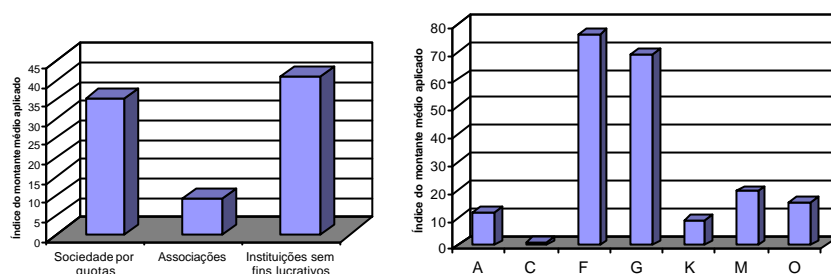 Índice do montante médio aplicado
45
40
35
30
25
20
15
10
5
0
Sociedade por
quotas
Associações
Instituições sem
fins lucrativos
Índice do montante médio aplicado
80
70
60
50
40
30
20
10
0
A C F G K M O